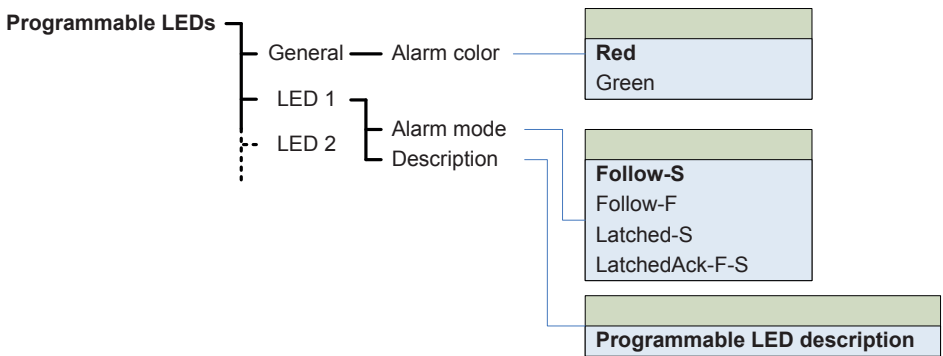 Programmable LEDs
General
Alarm color
Red
Green
LED 1
LED 2
Alarm mode
Description
Follow-S
Follow-F
Latched-S
LatchedAck-F-S
Programmable LED description